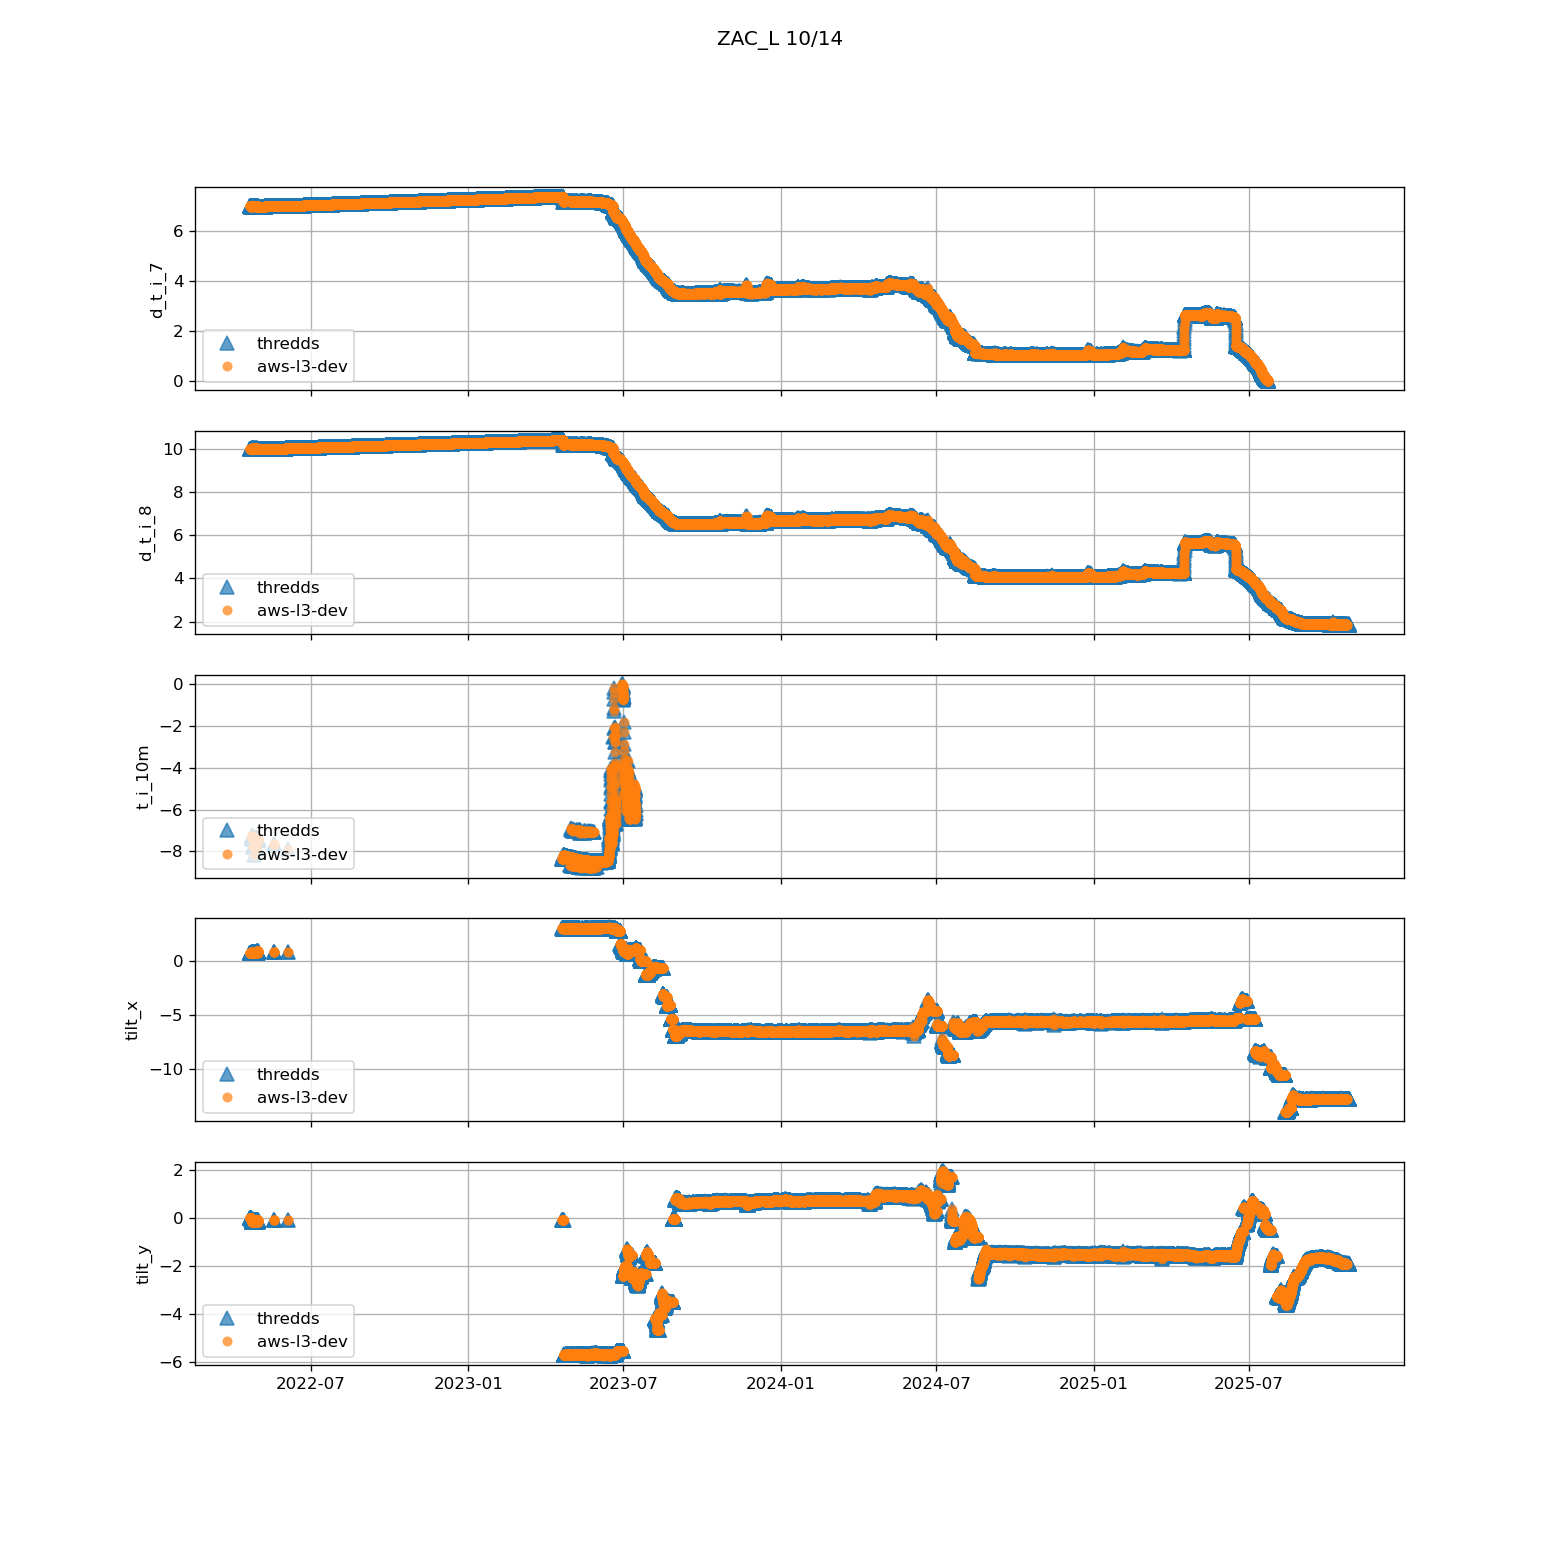 ZAC_L 10/14
6
4
2
0
d_t_i_7
thredds
aws-l3-dev
10
8
6
4
2
d_t_i_8
thredds
aws-l3-dev
0
−2
−4
−6
−8
t_i_10m
thredds
aws-l3-dev
0
−5
−10
tilt_x
thredds
aws-l3-dev
2
0
−2
−4
−6
tilt_y
thredds
aws-l3-dev
2022-07 2023-01 2023-07 2024-01 2024-07 2025-01 2025-07